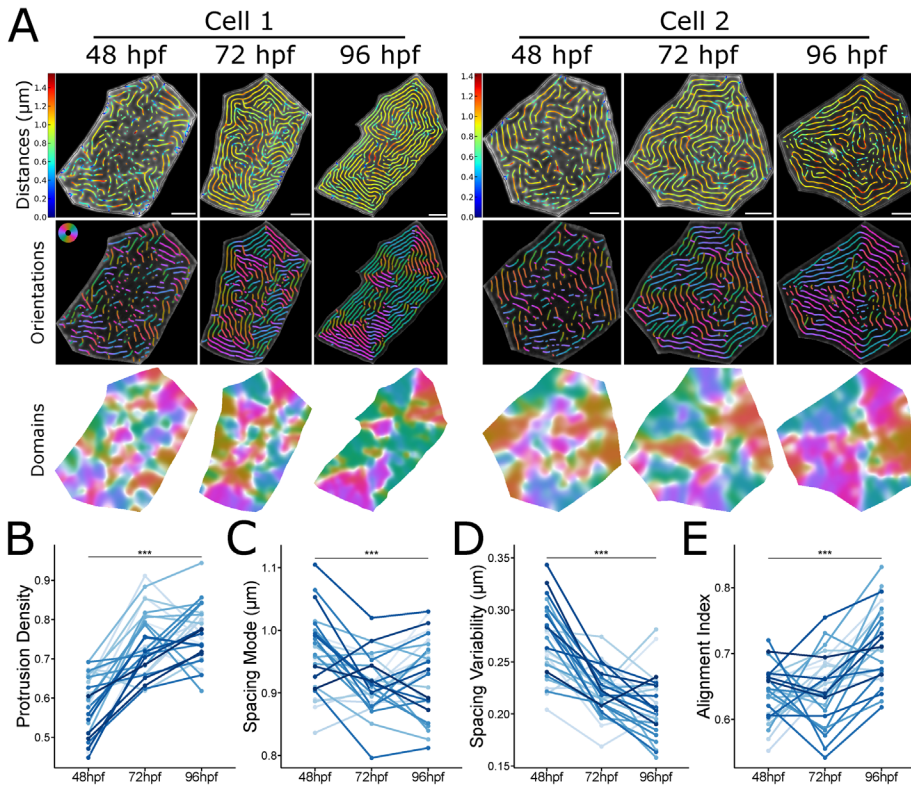 A
Cell 1
Cell 2
48 hpf
72 hpf
96 hpf
48 hpf
72 hpf
96 hpf
Distances (μm)
1.4
1.2
1.0
0.8
0.6
0.4
0.2
0.0
1.4
1.2
1.0
0.8
0.6
0.4
0.2
0.0
Orientations
Domains
B
Protrusion Density
0.9
0.8
0.7
0.6
0.5
***
48hpf
72hpf
96hpf
C
Spacing Mode (μm)
1.1
1.0
0.9
0.8
***
48hpf
72hpf
96hpf
D
Spacing Variability (μm)
0.35
0.30
0.25
0.20
0.15
***
48hpf
72hpf
96hpf
E
Alignment Index
0.8
0.7
0.6
***
48hpf
72hpf
96hpf